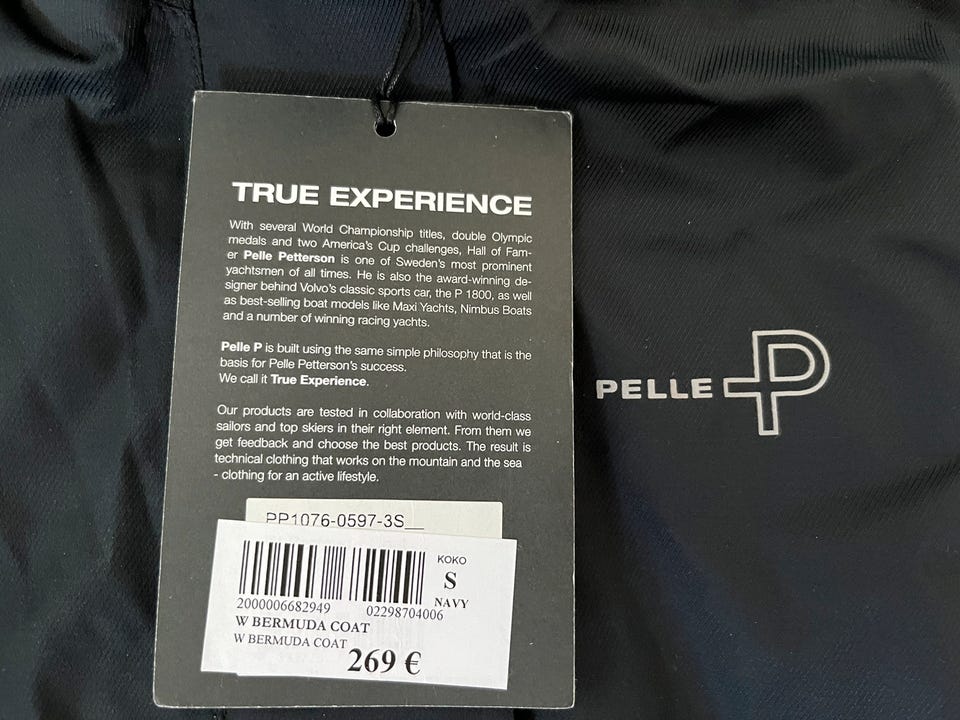 TRUE EXPERIENCE
With several World Championship titles, double Olympic
medals and two America's Cup challenges, Hall of Fam-
er Pelle Petterson is one of Sweden's most prominent
yachtsmen of all times. He is also the award-winning de-
signer behind Volvo's classic sports car, the P 1800, as well
as best-selling boat models like Maxi Yachts, Nimbus Boats
and a number of winning racing yachts.
Pelle P is built using the same simple philosophy that is the
basis for Pelle Petterson's success.
We call it True Experience.
Our products are tested in collaboration with world-class
sailors and top skiers in their right element. From them we
get feedback and choose the best products. The result is
technical clothing that works on the mountain and the sea
- clothing for an active lifestyle.
PELLE P
PP1076-0597-3S__
KOKO
S
NAVY
2000006682949 02298704006
W BERMUDA COAT
W BERMUDA COAT
269 €